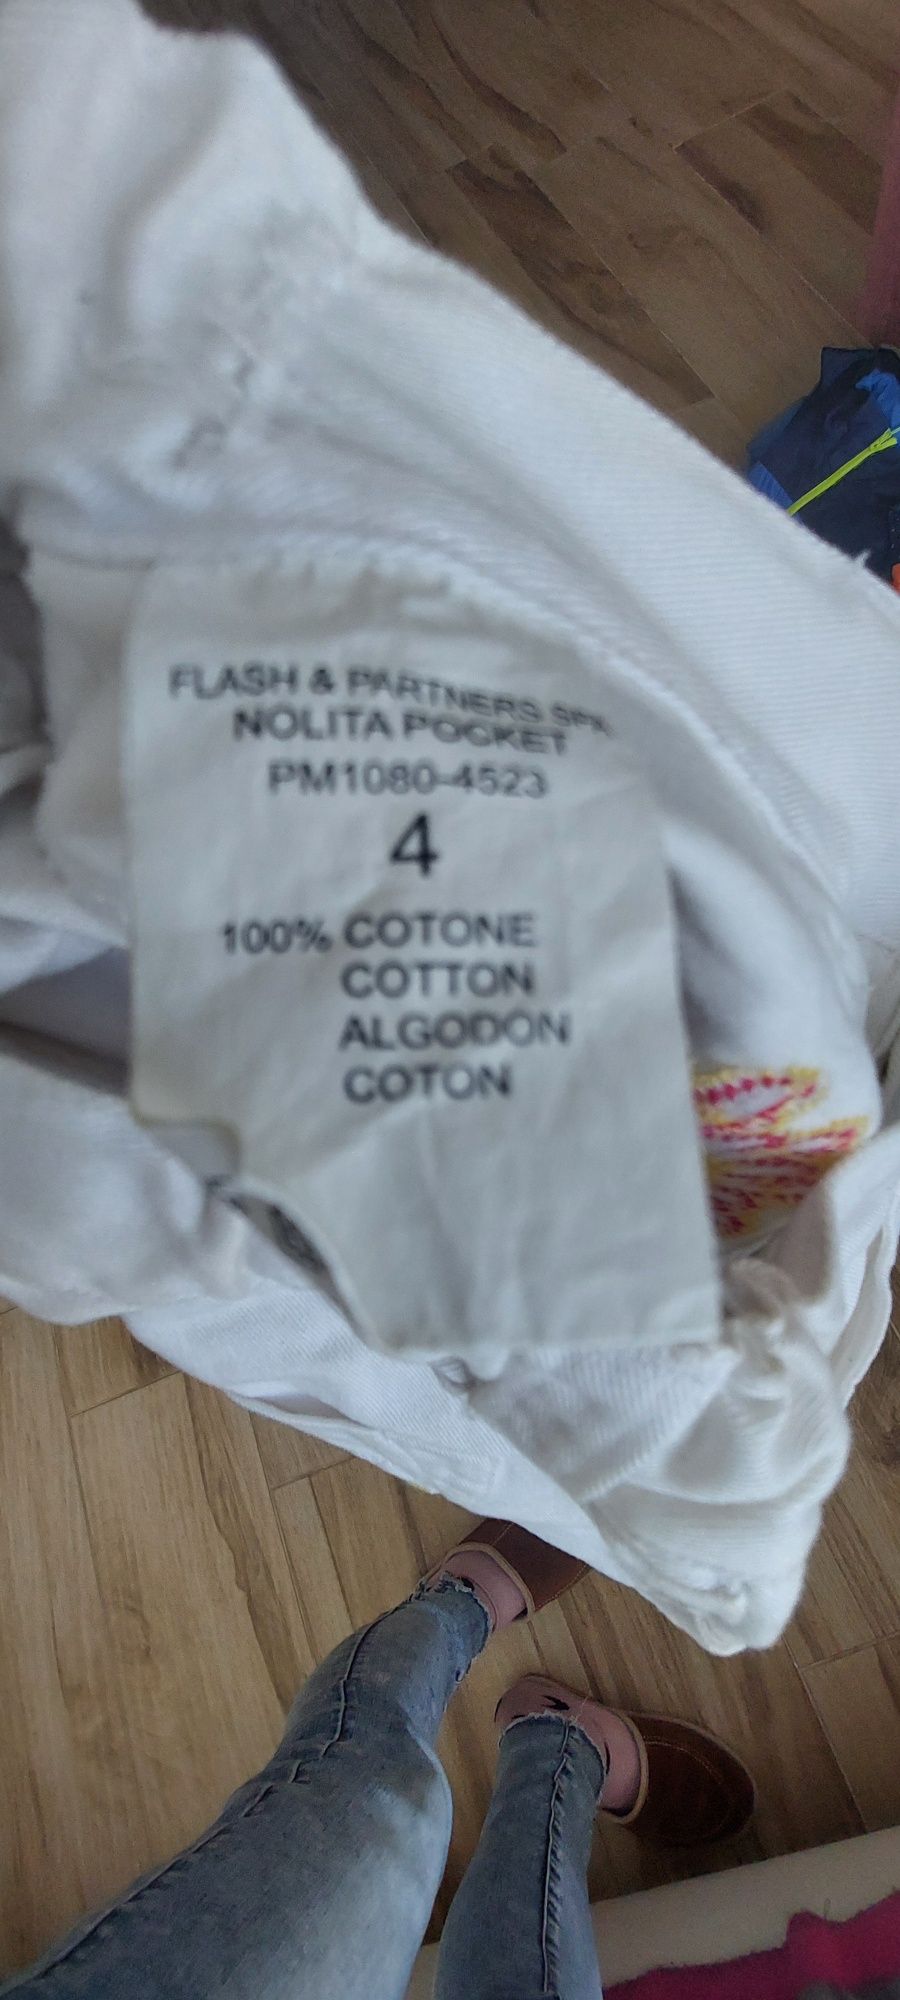 FLASH & PARTNERS SPA
NOLITA POCKET
PM1080-4523
4
100% COTONE
COTTON
ALGODON
COTON